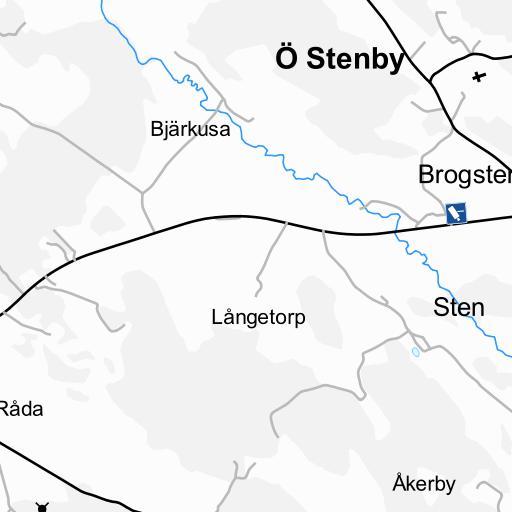 Ö Stenby
Bjärkusa
Brogsten
Sten
Långetorp
Råda
Åkerby